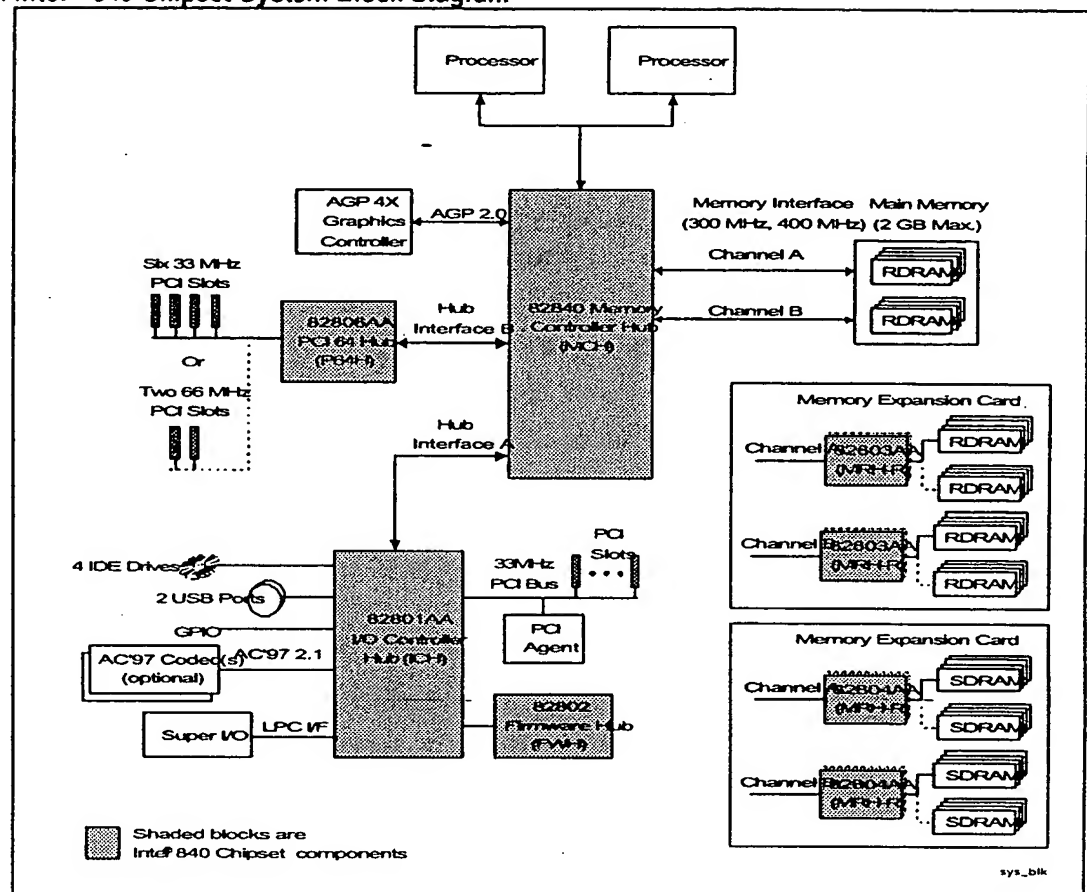 Chipset System Block Diagram
Processor
Processor
AGP 4X
Graphics
Controller
AGP 2.0
Memory Interface
(300 MHz, 400 MHz)
Main Memory
(2 GB Max.)
Channel A
RDRAM
Channel B
RDRAM
82840 Memory
Controller Hub
(MCH)
Six 33 MHz
PCI Slots
Or
Two 66 MHz
PCI Slots
82806AA
PCI 64 Hub
(P64H)
Hub
Interface B
Hub
Interface A
Memory Expansion Card
Channel A
82803AA
(MRH-R)
RDRAM
RDRAM
Channel B
82803AA
(MRH-R)
RDRAM
RDRAM
4 IDE Drives
2 USB Ports
GPIO
AC'97 Codec(s)
(optional)
AC'97 2.1
Super I/O
LPC I/F
82801AA
I/O Controller
Hub (ICH)
33MHz
PCI Bus
PCI
Slots
PCI
Agent
82802
Firmware Hub
(FWH)
Memory Expansion Card
Channel A
82804AA
(MRH-R)
SDRAM
SDRAM
Channel B
82804AA
(MRH-R)
SDRAM
SDRAM
Shaded blocks are
Intel® 840 Chipset components
sys_blk